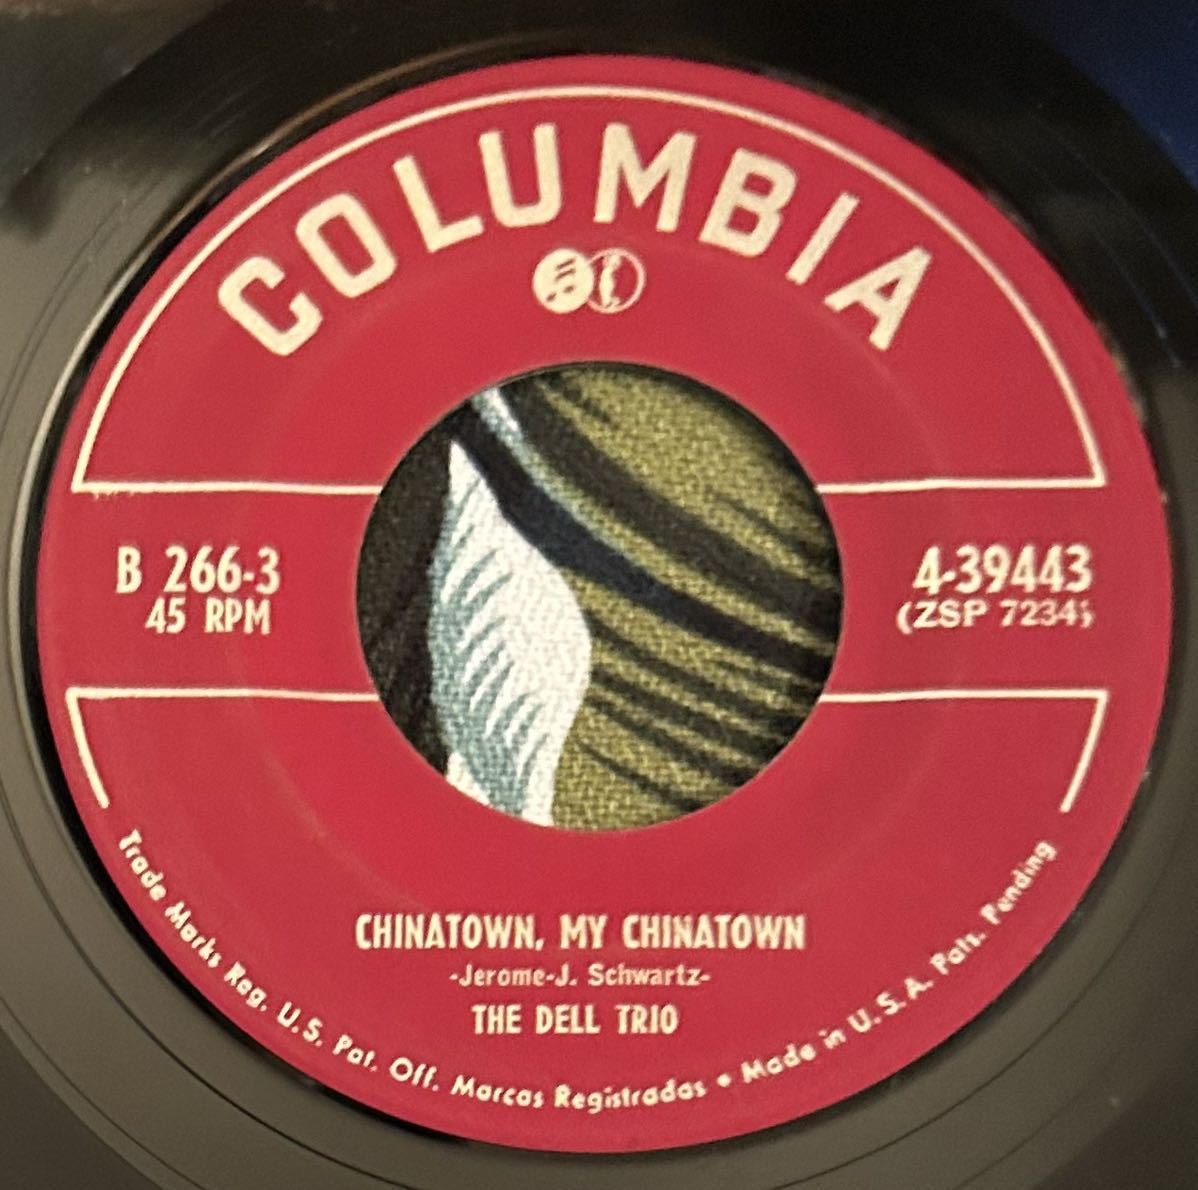 COLUMBIA
B 266-3
45 RPM
4-39443
(ZSP
CHINATOWN, MY CHINATOWN
-Jerome-J. Schwartz-
THE DELL TRIO
Trade Marks Reg. U.S. Pat. Off. Marcas Registradas • Made in U.S.A. Pats. Pending